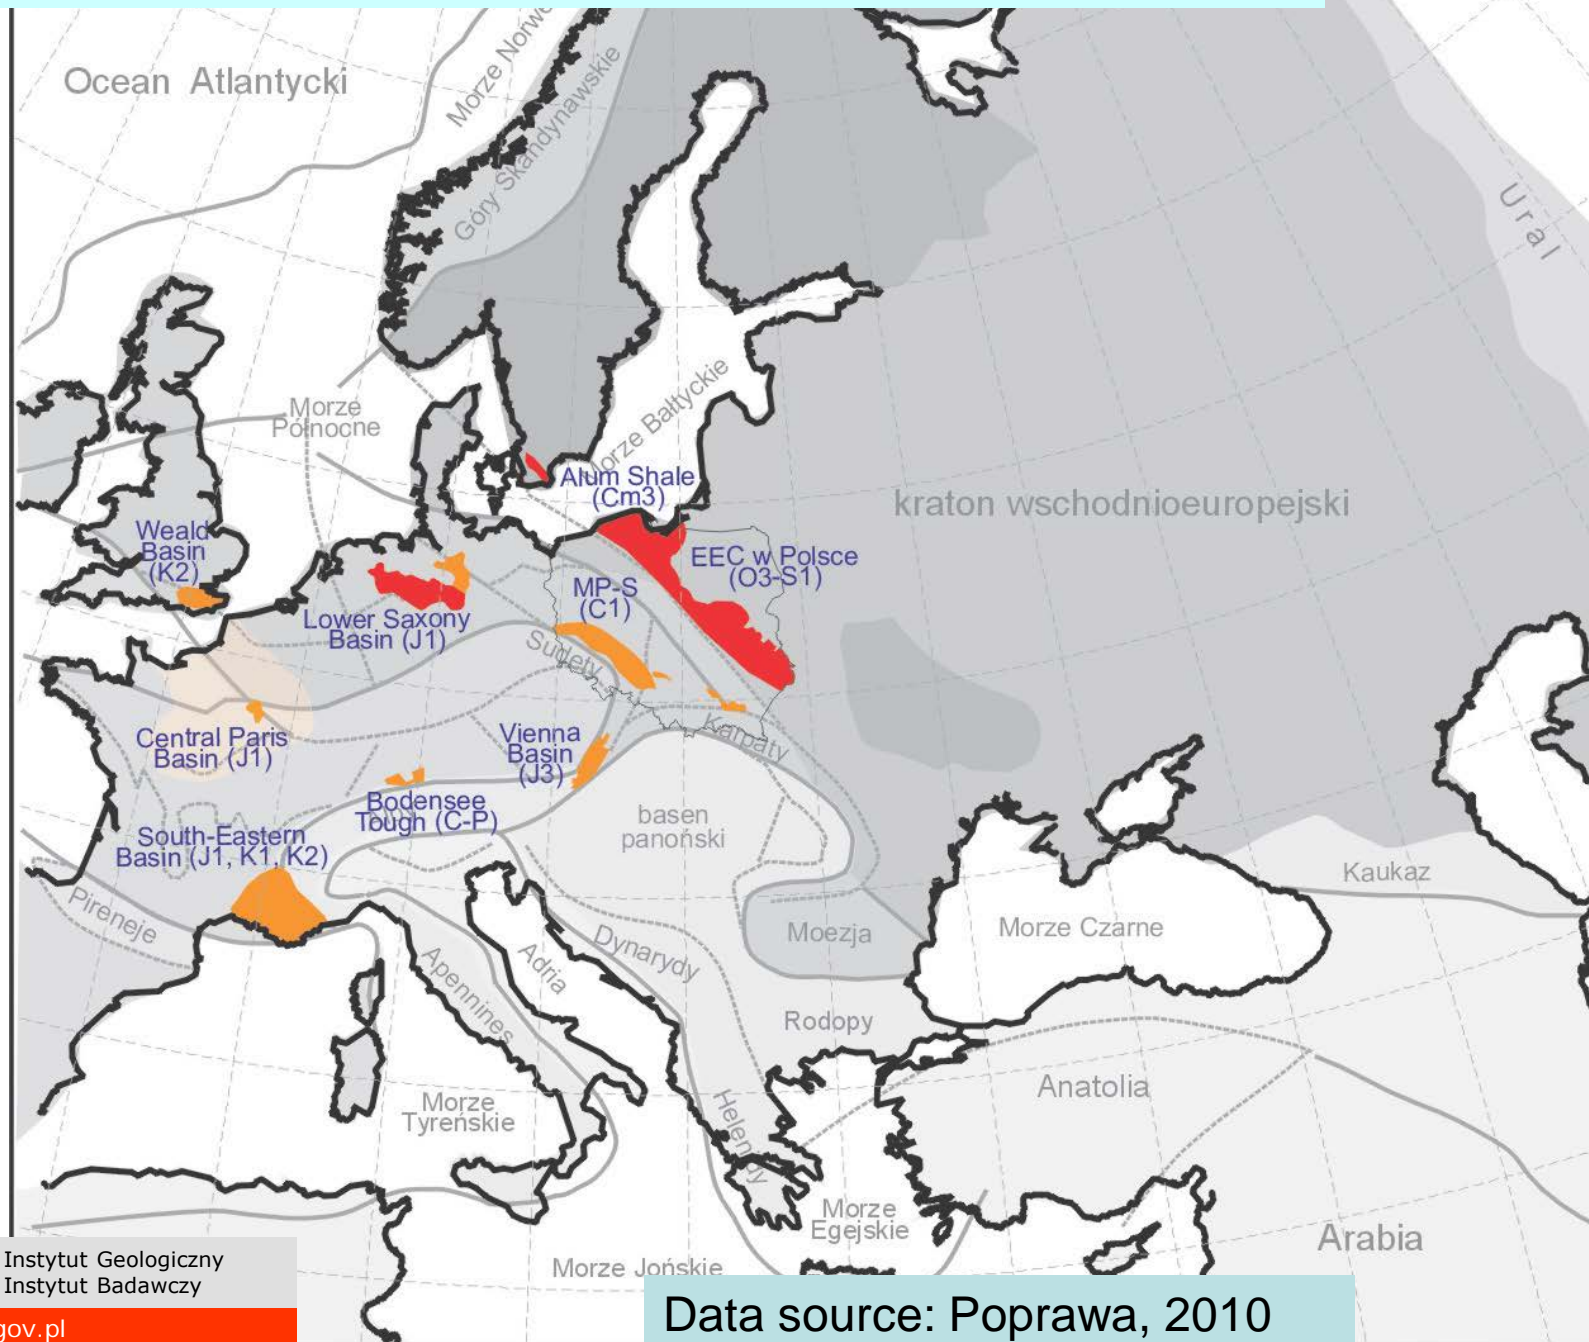 Ocean Atlantycki
Morze Norwe
Góry Skandynawskie
Ural
Morze
Północne
Morze Bałtyckie
Alum Shale
(Cm3)
kraton wschodnioeuropejski
Weald
Basin
(K2)
EEC w Polsce
(O3-S1)
MP-S
(C1)
Lower Saxony
Basin (J1)
Sudety
Central Paris
Basin (J1)
Vienna
Basin
(J3)
Karpaty
Bodensee
Tough (C-P)
basen
panoński
South-Eastern
Basin (J1, K1, K2)
Kaukaz
Pireneje
Moezja
Morze Czarne
Dynarydy
Adria
Apennines
Rodopy
Anatolia
Morze
Tyreńskie
Helenidy
Morze
Egejskie
Arabia
Morze Jońskie
Instytut Geologiczny
Instytut Badawczy
gov.pl
Data source: Poprawa, 2010